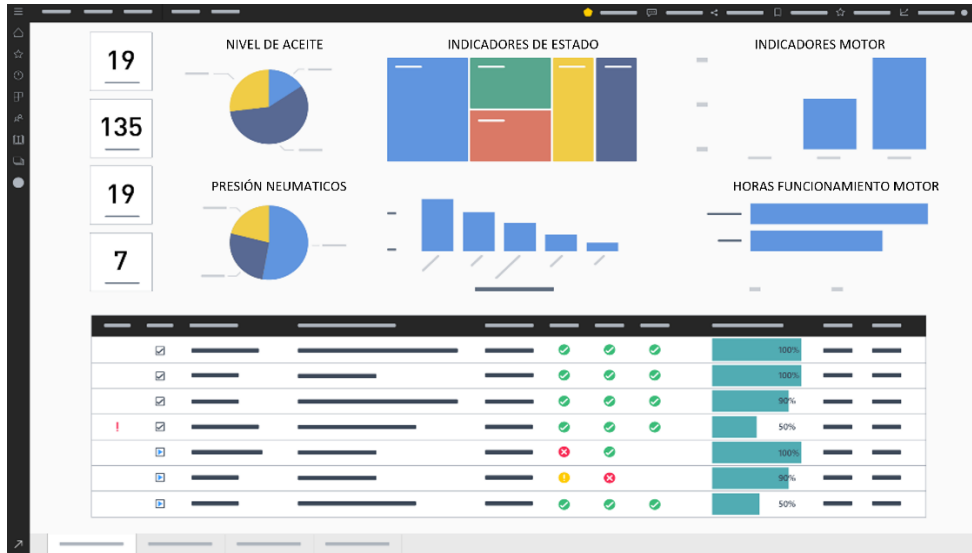 NIVEL DE ACEITE
INDICADORES DE ESTADO
INDICADORES MOTOR
19
135
19
7
PRESIÓN NEUMATICOS
HORAS FUNCIONAMIENTO MOTOR
100%
100%
90%
50%
100%
90%
50%